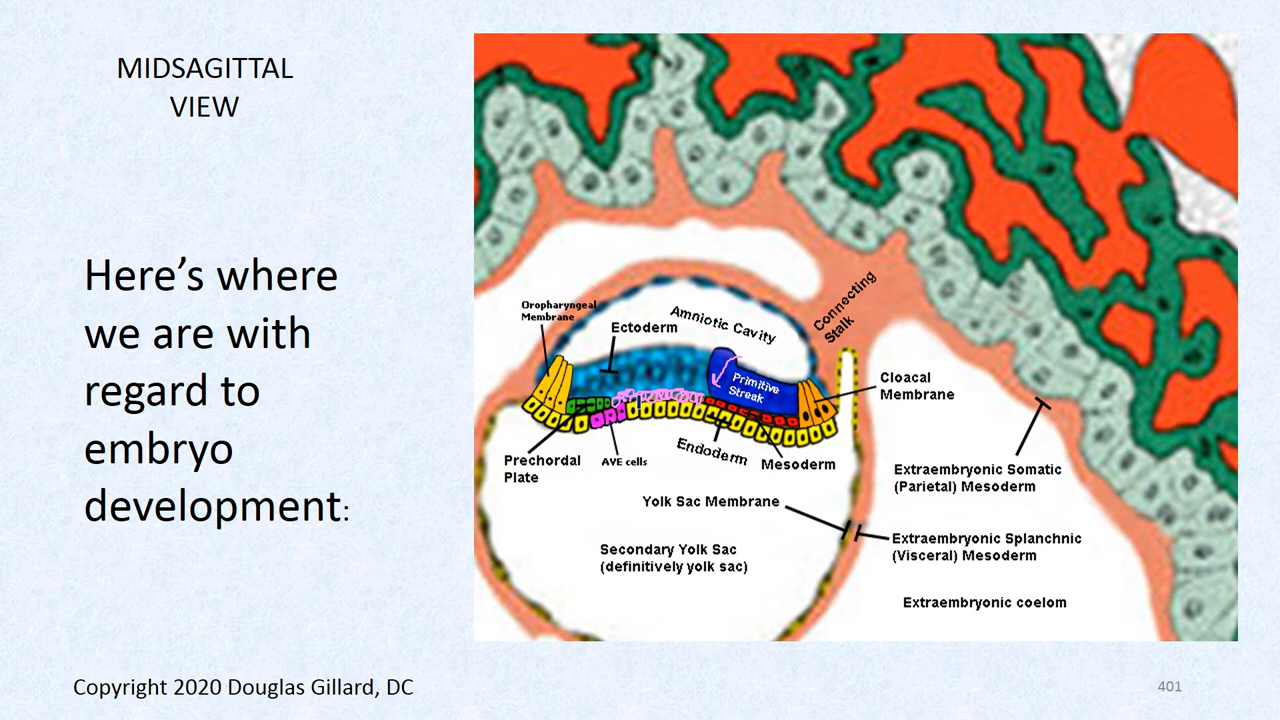 MIDSAGITTAL
VIEW
Here’s where
we are with
regard to
embryo
development:
Oropharyngeal
Membrane
Ectoderm
Amniotic Cavity
Connecting
Stalk
Primitive
Streak
Cloacal
Membrane
Prechordal
Plate
AVE cells
Endoderm
Mesoderm
Extraembryonic Somatic
(Parietal) Mesoderm
Yolk Sac Membrane
Extraembryonic Splanchnic
(Visceral) Mesoderm
Secondary Yolk Sac
(definitively yolk sac)
Extraembryonic coelom
Copyright 2020 Douglas Gillard, DC
401